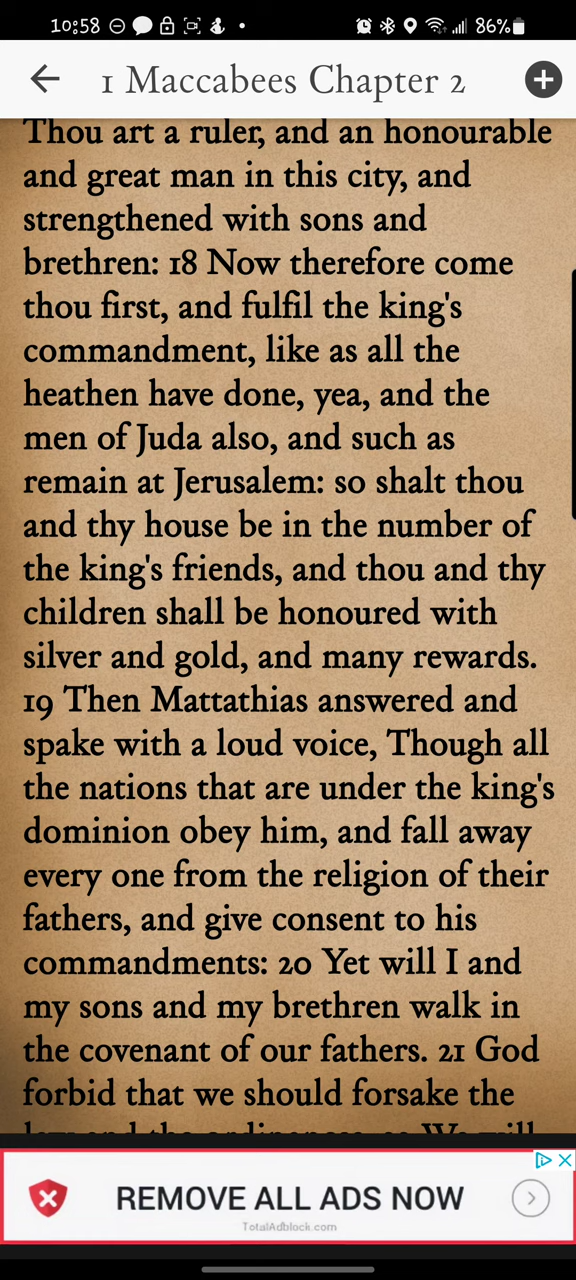 10:58
86%
1 Maccabees Chapter 2
Thou art a ruler, and an honourable
and great man in this city, and
strengthened with sons and
brethren: 18 Now therefore come
thou first, and fulfil the king's
commandment, like as all the
heathen have done, yea, and the
men of Juda also, and such as
remain at Jerusalem: so shalt thou
and thy house be in the number of
the king's friends, and thou and thy
children shall be honoured with
silver and gold, and many rewards.
19 Then Mattathias answered and
spake with a loud voice, Though all
the nations that are under the king's
dominion obey him, and fall away
every one from the religion of their
fathers, and give consent to his
commandments: 20 Yet will I and
my sons and my brethren walk in
the covenant of our fathers. 21 God
forbid that we should forsake the
law and the ordinances. 22 We will
REMOVE ALL ADS NOW
TotalAdblock.com